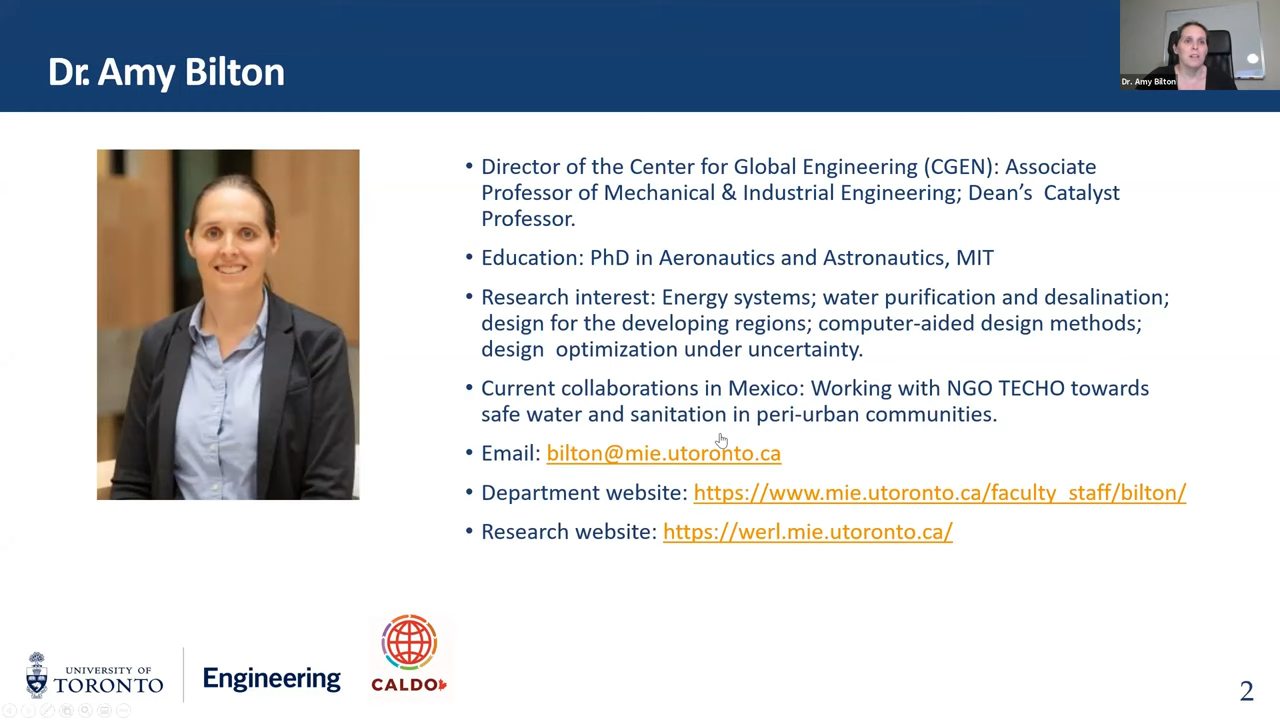 Dr. Amy Bilton
Dr. Amy Bilton
• Director of the Center for Global Engineering (CGEN): Associate
Professor of Mechanical & Industrial Engineering; Dean’s Catalyst
Professor.
• Education: PhD in Aeronautics and Astronautics, MIT
• Research interest: Energy systems; water purification and desalination;
design for the developing regions; computer-aided design methods;
design optimization under uncertainty.
• Current collaborations in Mexico: Working with NGO TECHO towards
safe water and sanitation in peri-urban communities.
• Email: bilton@mie.utoronto.ca
• Department website: https://www.mie.utoronto.ca/faculty_staff/bilton/
• Research website: https://werl.mie.utoronto.ca/
UNIVERSITY OF
TORONTO
Engineering
CALDO
2